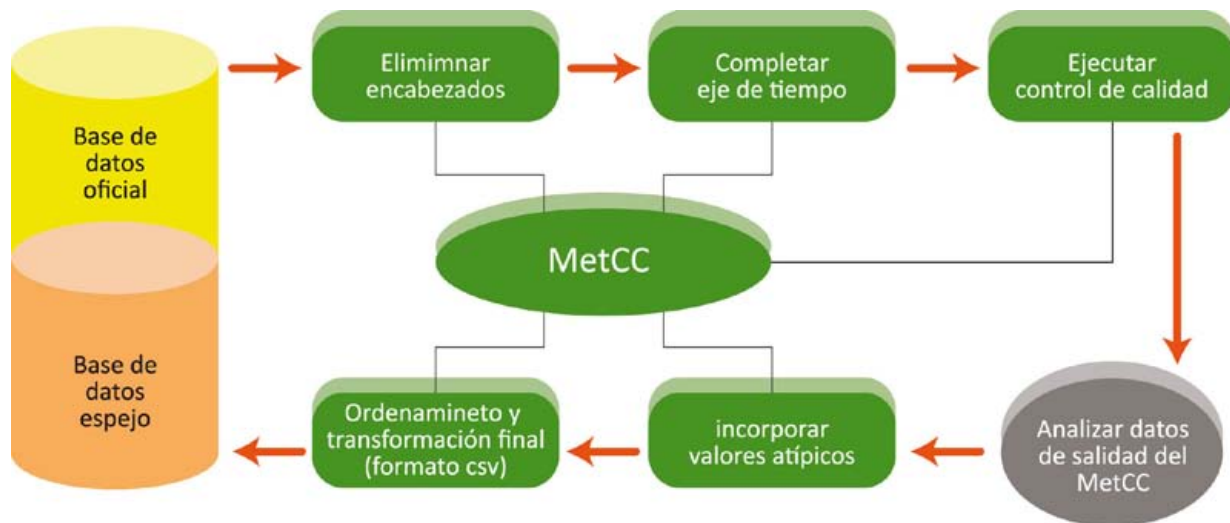 Base de
datos
oficial
Elimimnar
encabezados
Completar
eje de tiempo
Ejecutar
control de calidad
MetCC
Base de
datos
espejo
Ordenamineto y
transformación final
(formato csv)
incorporar
valores atípicos
Analizar datos
de salidad del
MetCC